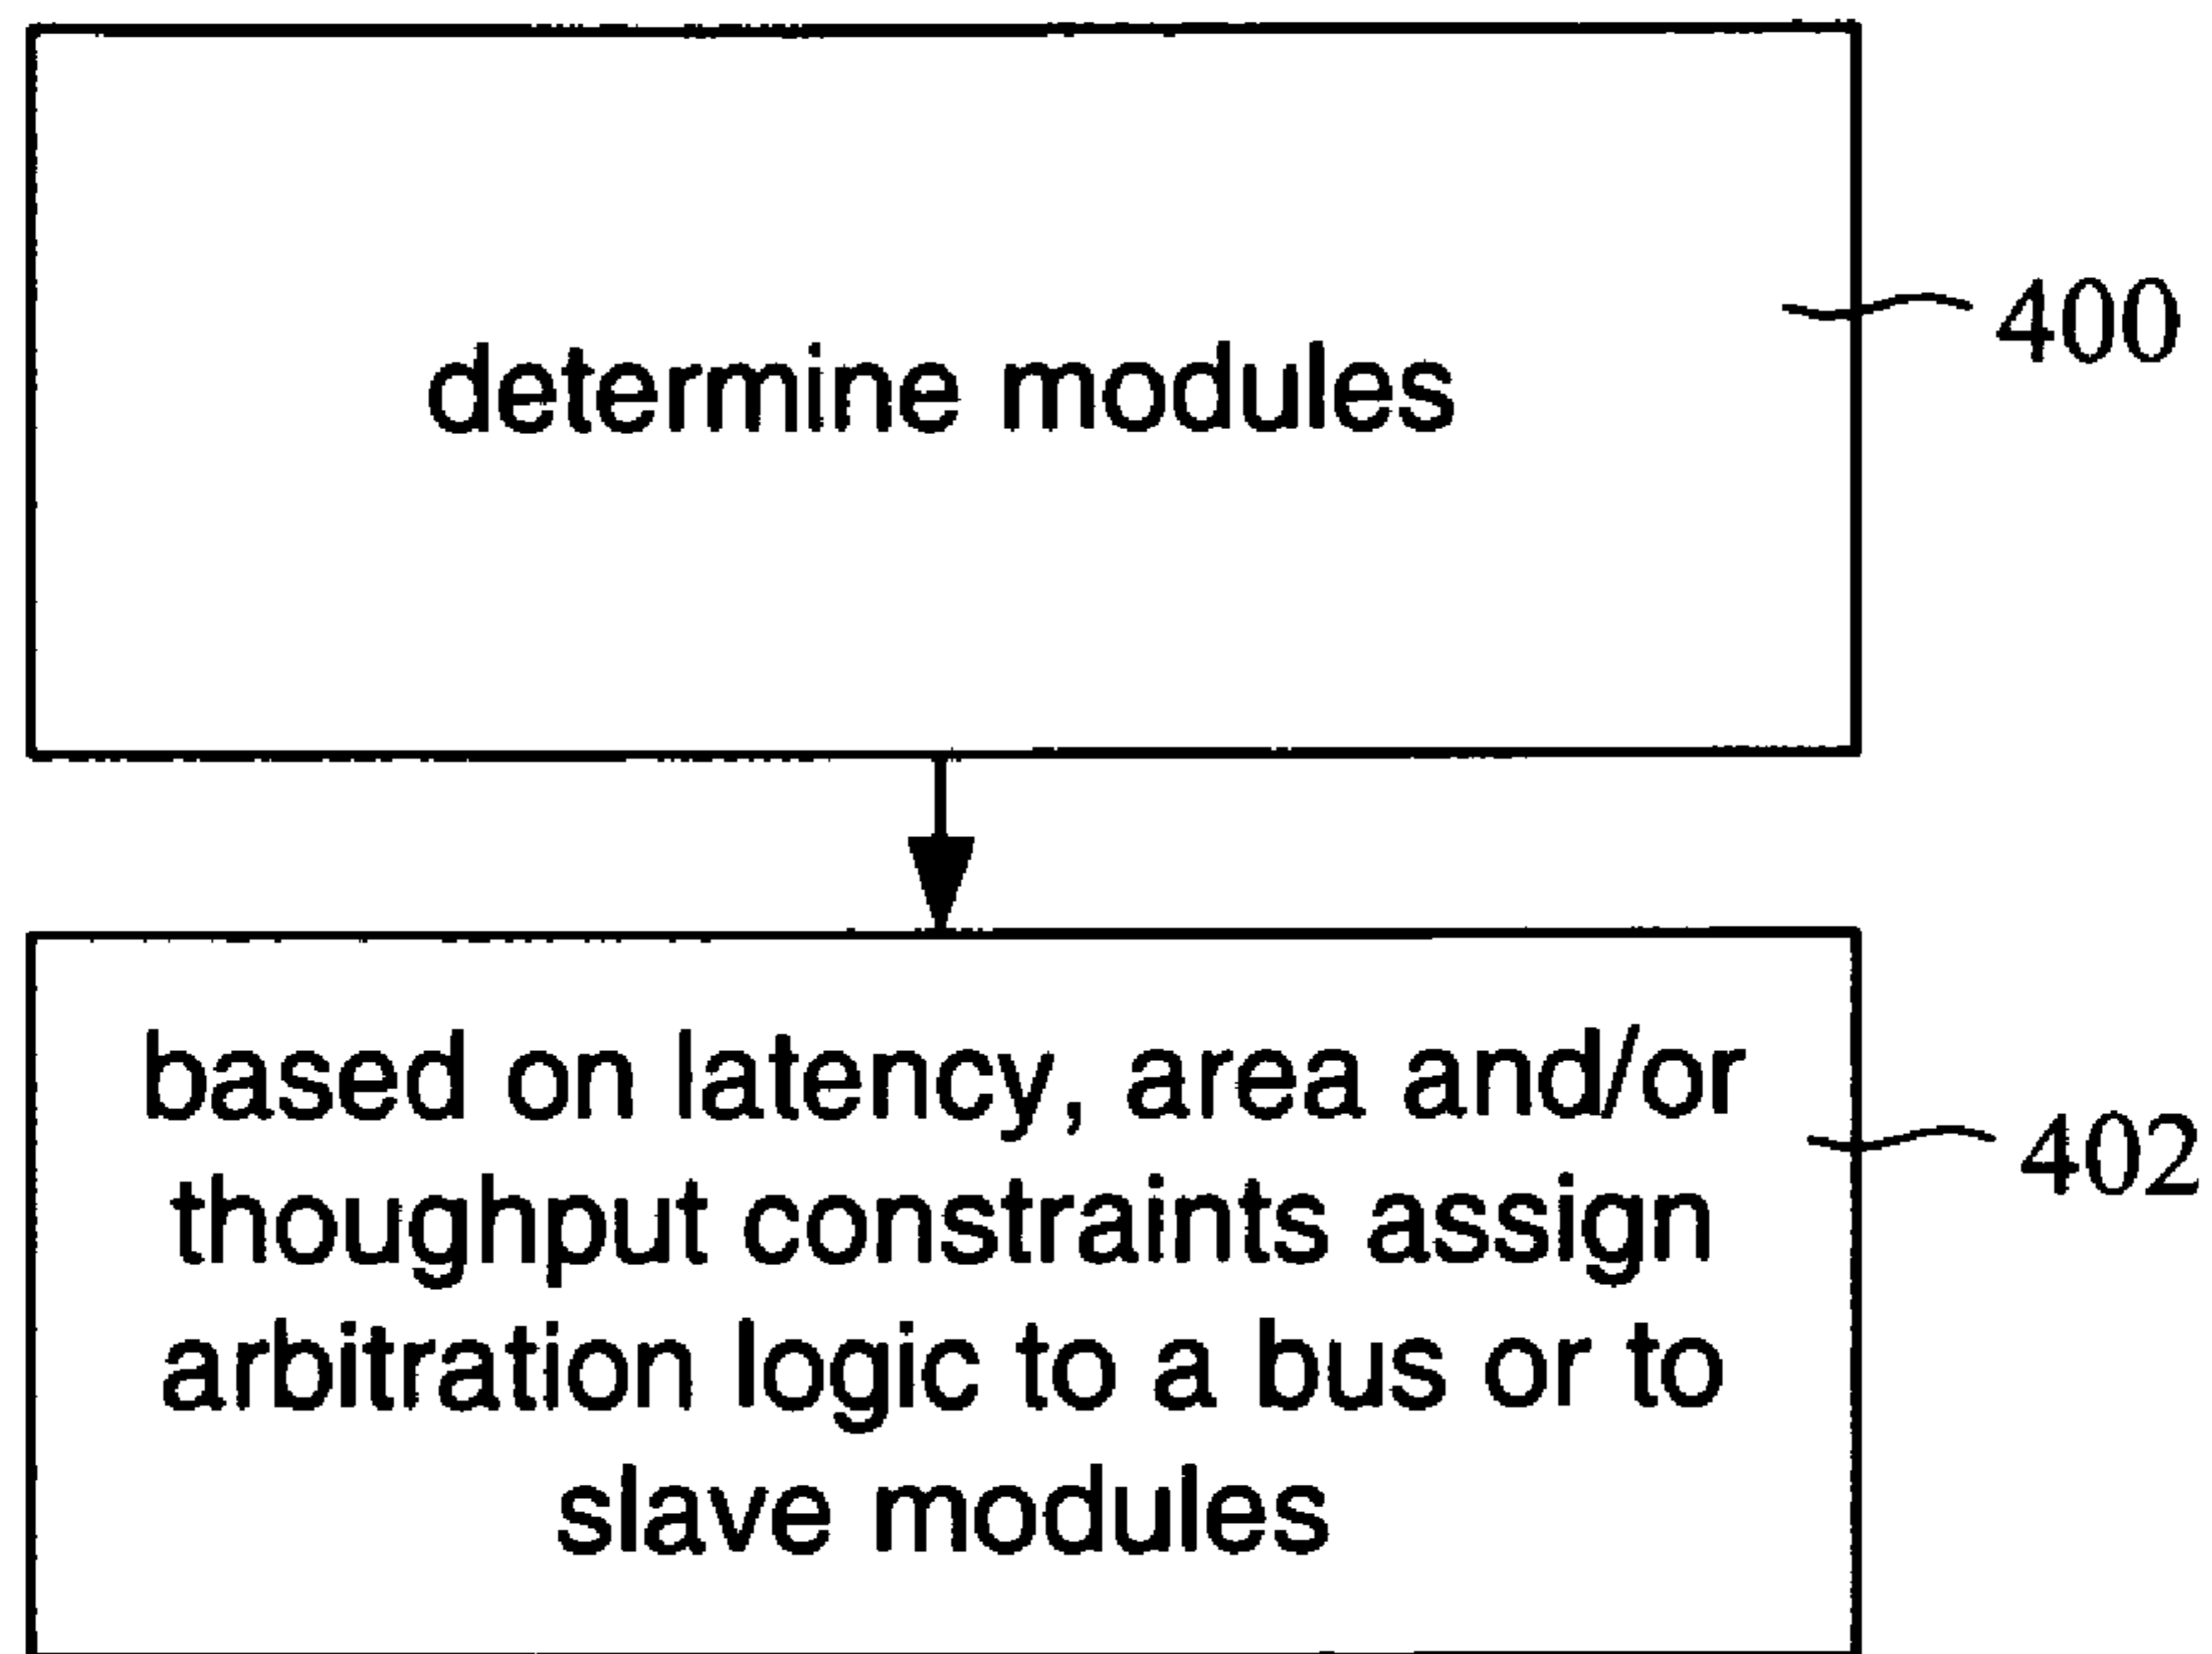 determine modules
400
based on latency, area and/or
thoughput constraints assign
arbitration logic to a bus or to
slave modules
402